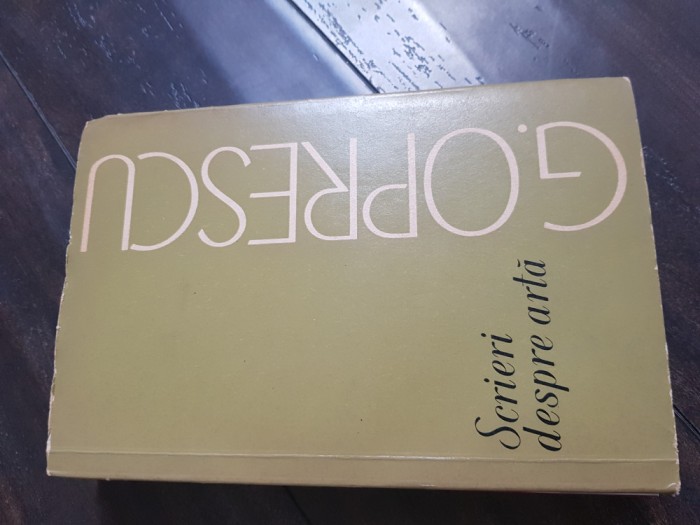 G. OPRESCU
Scrieri
despre artă